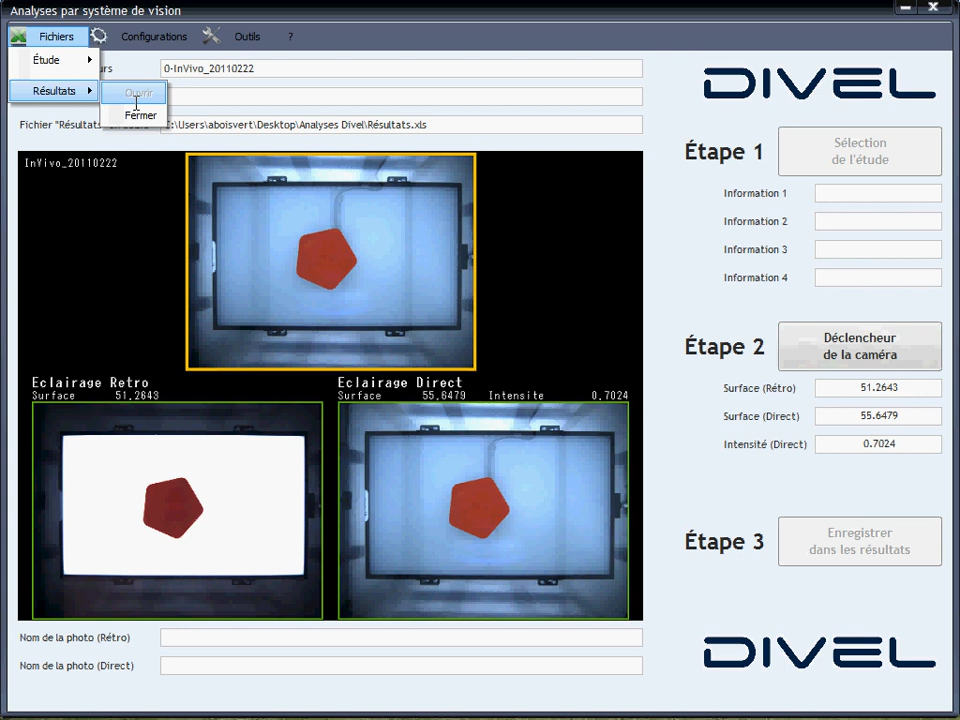 Analyses par système de vision
Fichiers Configurations Outils ?
Étude
Résultats
Ouvrir
Fermer
0-InVivo_20110222
Fichier "Résultats"
\Users\aboisvert\Desktop\Analyses Divel\Résultats.xls
DIVEL
InVivo_20110222
Eclairage Retro
Surface 51.2643
Eclairage Direct
Surface 55.6479 Intensite 0.7024
Nom de la photo (Rétro)
Nom de la photo (Direct)
Étape 1
Sélection
de l'étude
Information 1
Information 2
Information 3
Information 4
Étape 2
Déclencheur
de la caméra
Surface (Rétro) 51.2643
Surface (Direct) 55.6479
Intensité (Direct) 0.7024
Étape 3
Enregistrer
dans les résultats
DIVEL